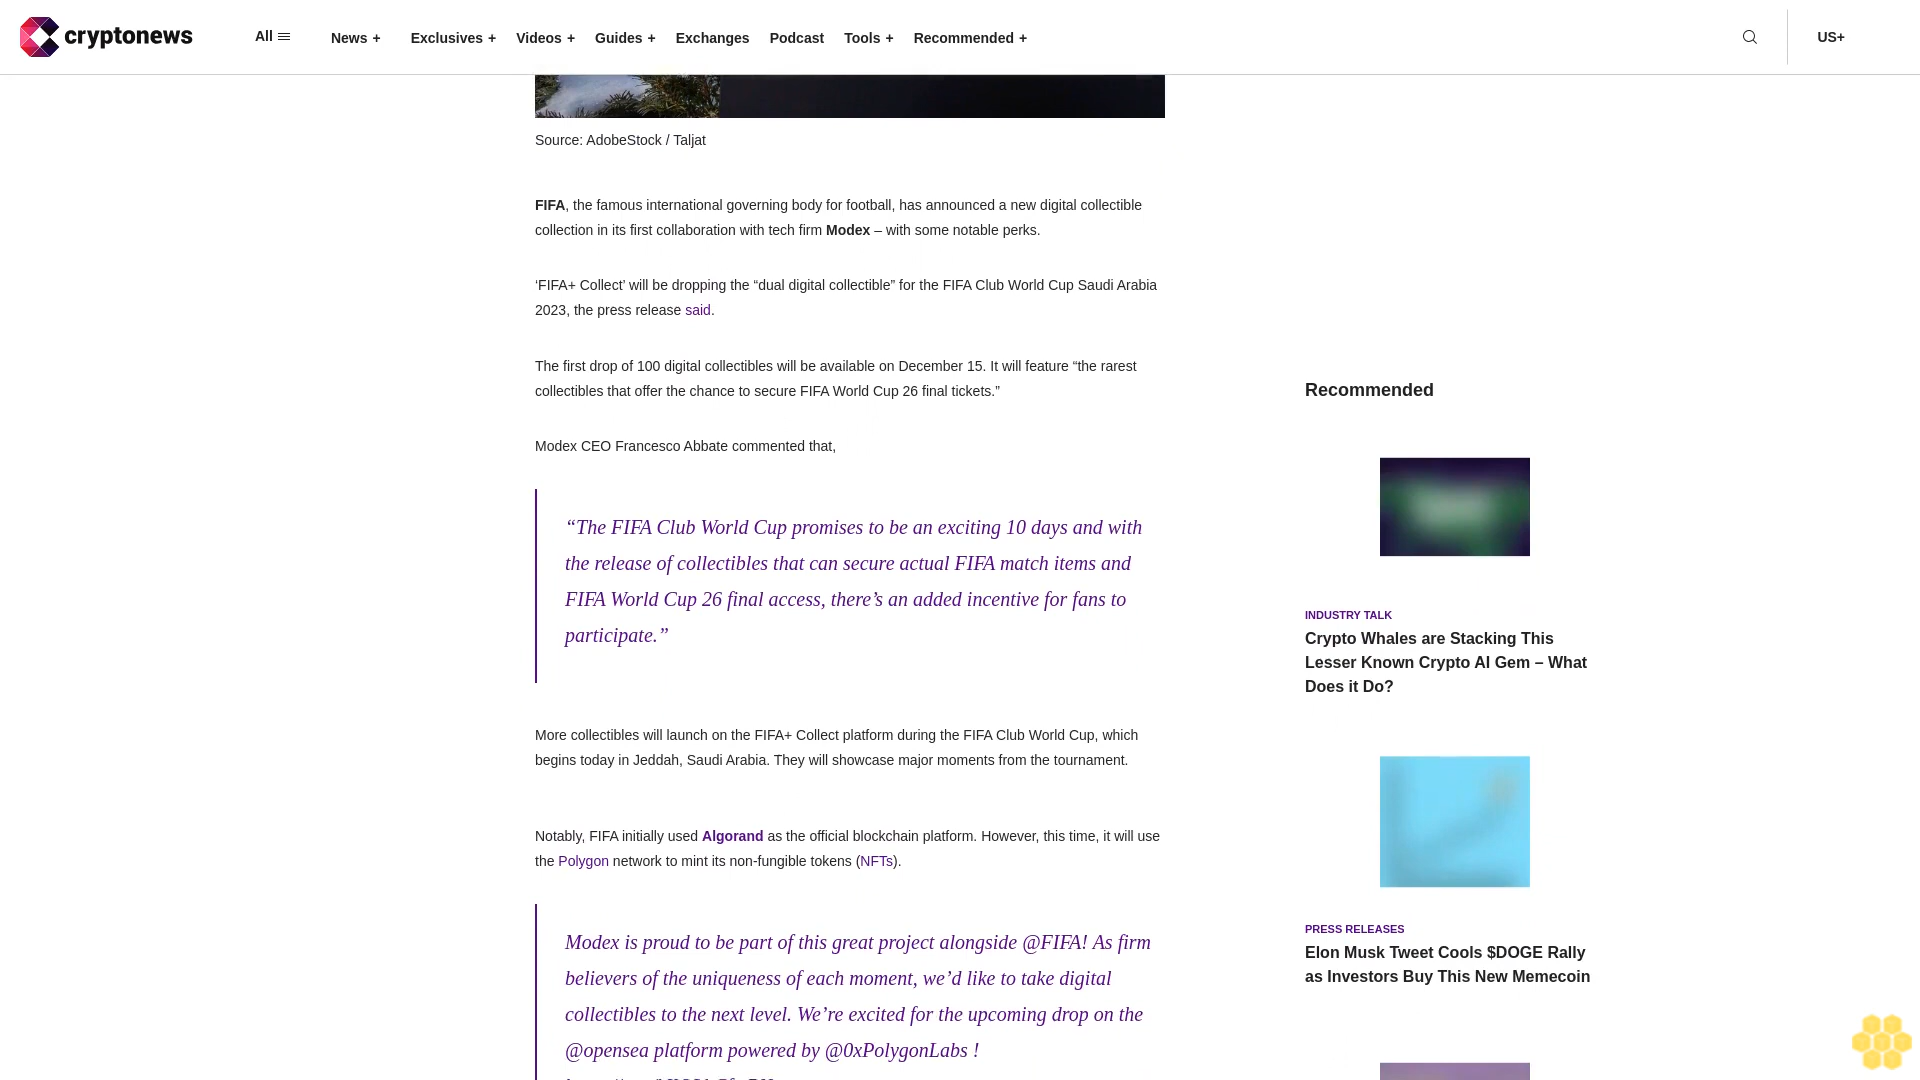 cryptonews
All
News +
Exclusives +
Videos +
Guides +
Exchanges
Podcast
Tools +
Recommended +
US+
Source: AdobeStock / Taljat
FIFA, the famous international governing body for football, has announced a new digital collectible
collection in its first collaboration with tech firm Modex – with some notable perks.
‘FIFA+ Collect’ will be dropping the “dual digital collectible” for the FIFA Club World Cup Saudi Arabia
2023, the press release said.
The first drop of 100 digital collectibles will be available on December 15. It will feature “the rarest
collectibles that offer the chance to secure FIFA World Cup 26 final tickets.”
Modex CEO Francesco Abbate commented that,
“The FIFA Club World Cup promises to be an exciting 10 days and with
the release of collectibles that can secure actual FIFA match items and
FIFA World Cup 26 final access, there’s an added incentive for fans to
participate.”
More collectibles will launch on the FIFA+ Collect platform during the FIFA Club World Cup, which
begins today in Jeddah, Saudi Arabia. They will showcase major moments from the tournament.
Notably, FIFA initially used Algorand as the official blockchain platform. However, this time, it will use
the Polygon network to mint its non-fungible tokens (NFTs).
Modex is proud to be part of this great project alongside @FIFA! As firm
believers of the uniqueness of each moment, we’d like to take digital
collectibles to the next level. We’re excited for the upcoming drop on the
@opensea platform powered by @0xPolygonLabs !
Recommended
INDUSTRY TALK
Crypto Whales are Stacking This
Lesser Known Crypto AI Gem – What
Does it Do?
PRESS RELEASES
Elon Musk Tweet Cools $DOGE Rally
as Investors Buy This New Memecoin